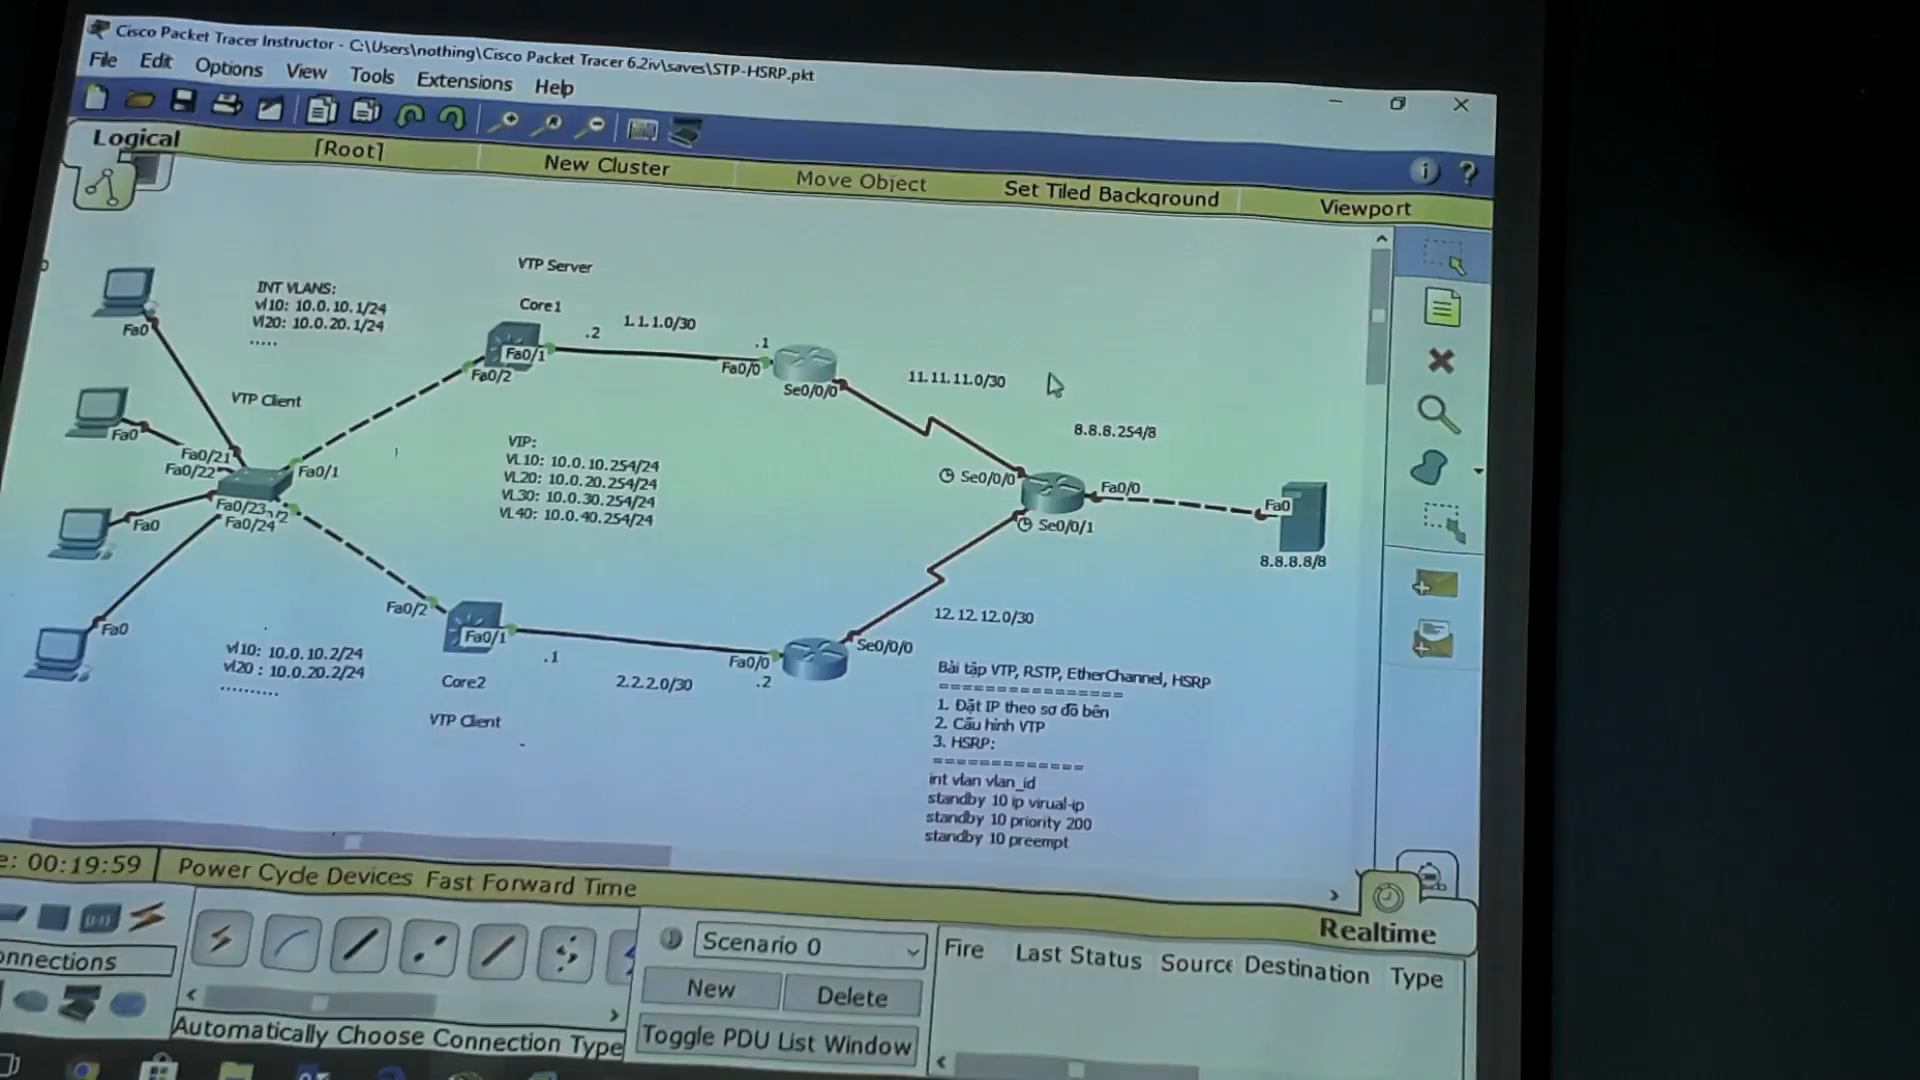 Cisco Packet Tracer Instructor - C:\Users\nothing\Cisco Packet Tracer 6.2iv\saves\STP-HSRP.pkt
File Edit Options View Tools Extensions Help
Logical [Root] New Cluster Move Object Set Tiled Background Viewport
VTP Server
INT VLANS:
vl10: 10.0.10.1/24
Vl20: 10.0.20.1/24
.....
Core1
.2
1.1.1.0/30
.1
Fa0
Fa0/1
Fa0/2
Fa0/0
Se0/0/0
11.11.11.0/30
VTP Client
8.8.8.254/8
Fa0
Fa0/21
Fa0/22
Fa0/1
VIP:
VL10: 10.0.10.254/24
VL20: 10.0.20.254/24
VL30: 10.0.30.254/24
VL40: 10.0.40.254/24
Se0/0/0
Fa0/0
Fa0
Fa0/23
Fa0/24
Fa0
Se0/0/1
8.8.8.8/8
Fa0/2
Fa0/1
12.12.12.0/30
Fa0
Se0/0/0
vl10: 10.0.10.2/24
vl20 : 10.0.20.2/24
..........
.1
Fa0/0
Core2
2.2.2.0/30
.2
VTP Client
Bài tập VTP, RSTP, EtherChannel, HSRP
================
1. Đặt IP theo sơ đồ bên
2. Cấu hình VTP
3. HSRP:
=============
int vlan vlan_id
standby 10 ip virual-ip
standby 10 priority 200
standby 10 preempt
e: 00:19:59 Power Cycle Devices Fast Forward Time
Realtime
onnections
Scenario 0
Fire Last Status Source Destination Type
New Delete
Automatically Choose Connection Type
Toggle PDU List Window